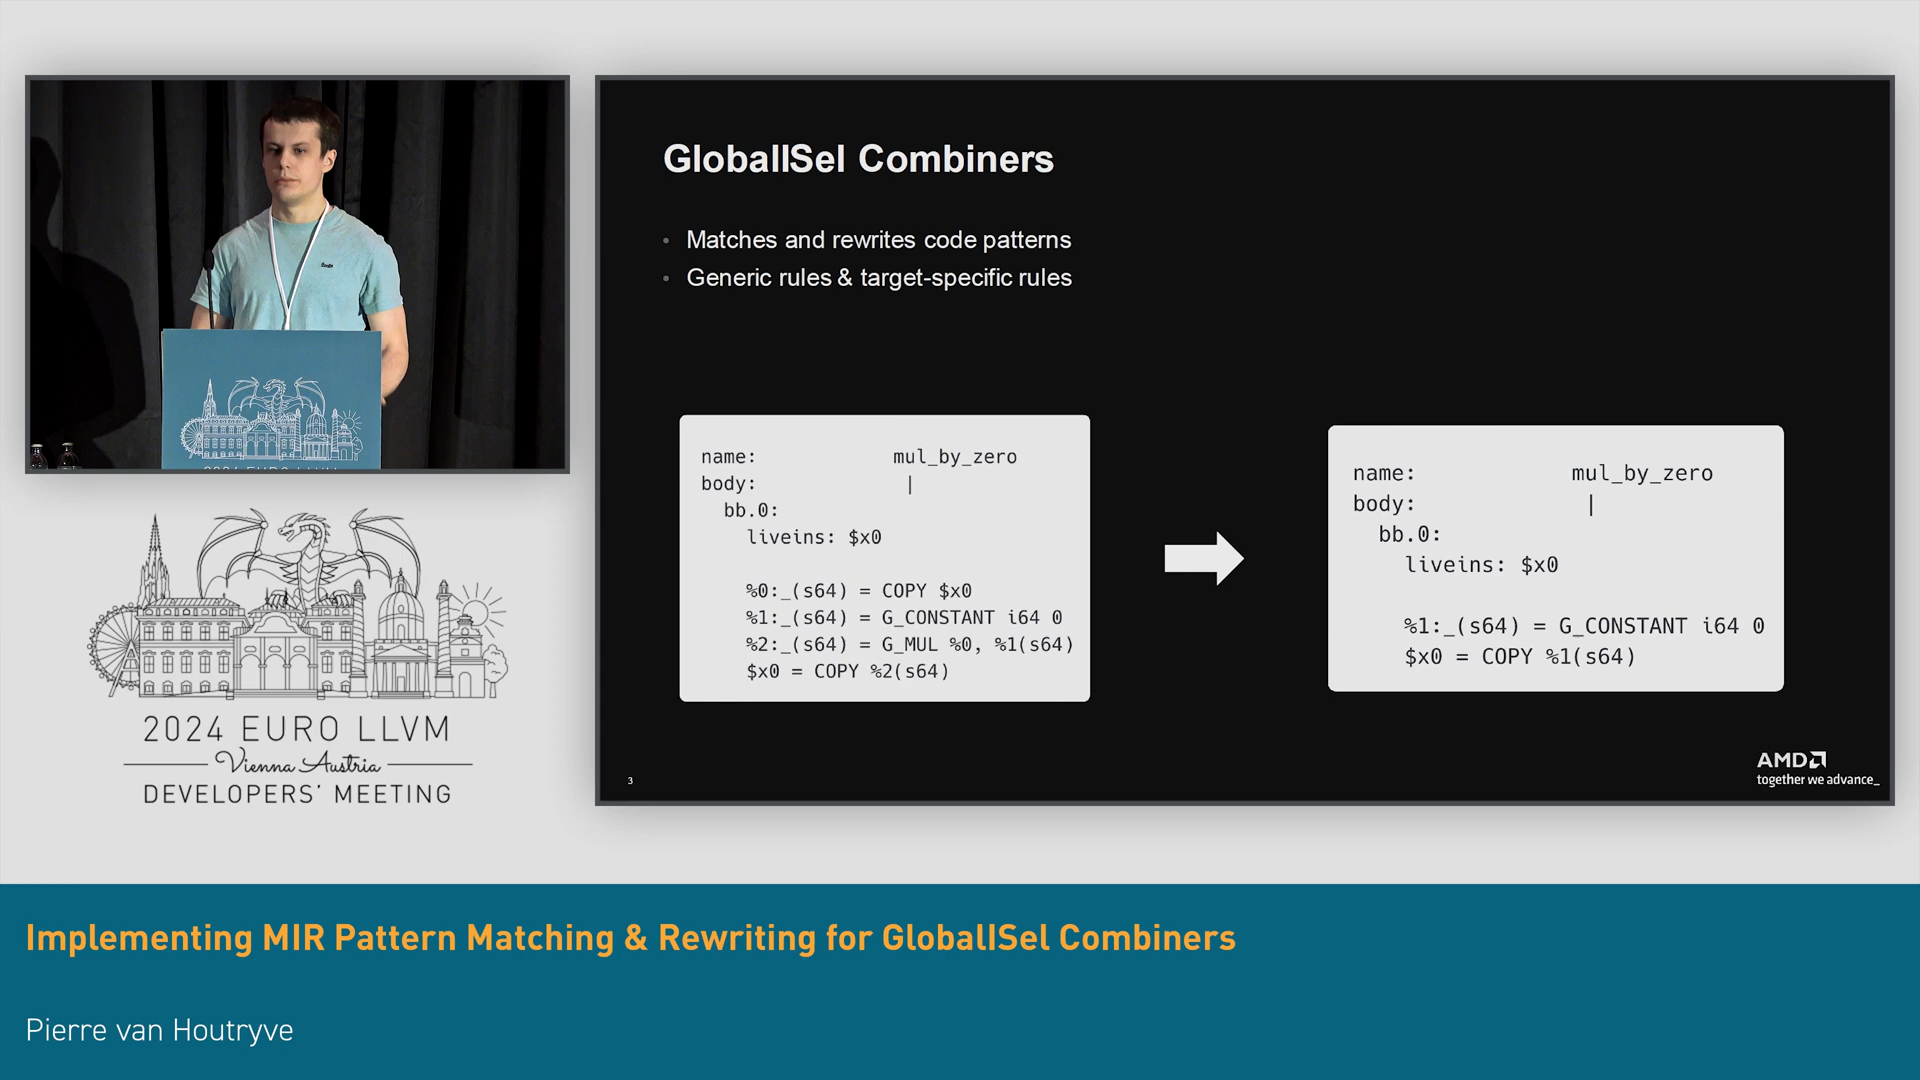 GlobalISel Combiners
• Matches and rewrites code patterns
• Generic rules & target-specific rules
name: mul_by_zero
body: |
bb.0:
liveins: $x0
%0:_(s64) = COPY $x0
%1:_(s64) = G_CONSTANT i64 0
%2:_(s64) = G_MUL %0, %1(s64)
$x0 = COPY %2(s64)
name: mul_by_zero
body: |
bb.0:
liveins: $x0
%1:_(s64) = G_CONSTANT i64 0
$x0 = COPY %1(s64)
3
AMD
together we advance_
2024 EURO LLVM
Vienna Austria
DEVELOPERS' MEETING
Implementing MIR Pattern Matching & Rewriting for GlobalISel Combiners
Pierre van Houtryve